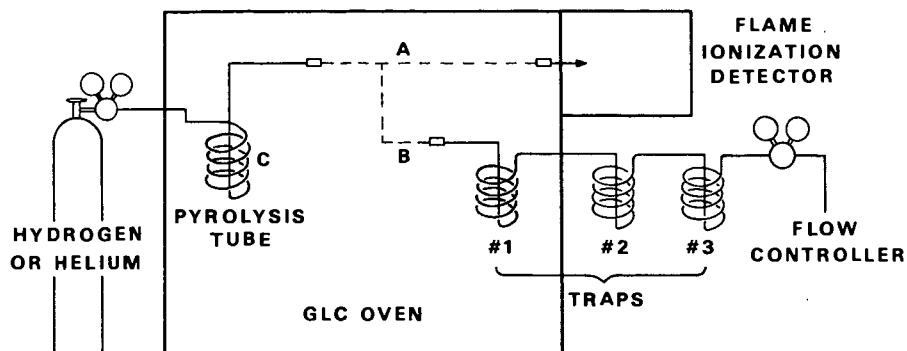 A
FLAME
IONIZATION
DETECTOR
B
C
PYROLYSIS
TUBE
HYDROGEN
OR HELIUM
#1
#2
#3
FLOW
CONTROLLER
TRAPS
GLC OVEN